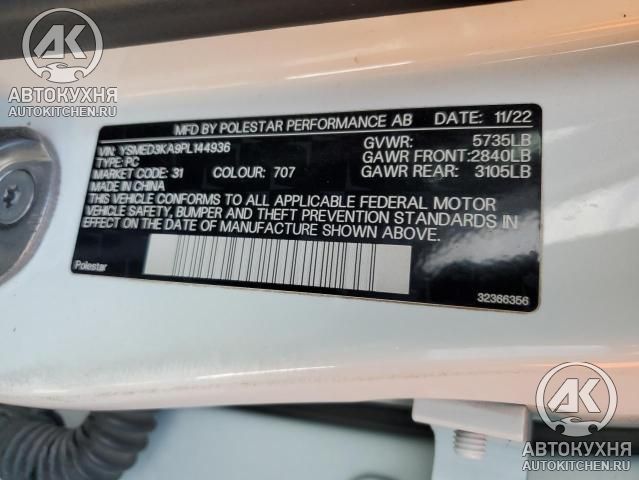 АК
АВТОКУХНЯ
AUTOKITCHEN.RU
MFD BY POLESTAR PERFORMANCE AB DATE: 11/22
VIN: YSMED3KA9PL144936 GVWR: 5735LB
TYPE: PC GAWR FRONT: 2840LB
MARKET CODE: 31 COLOUR: 707 GAWR REAR: 3105LB
MADE IN CHINA
THIS VEHICLE CONFORMS TO ALL APPLICABLE FEDERAL MOTOR
VEHICLE SAFETY, BUMPER AND THEFT PREVENTION STANDARDS IN
EFFECT ON THE DATE OF MANUFACTURE SHOWN ABOVE.
Polestar 32366356
АК
АВТОКУХНЯ
AUTOKITCHEN.RU